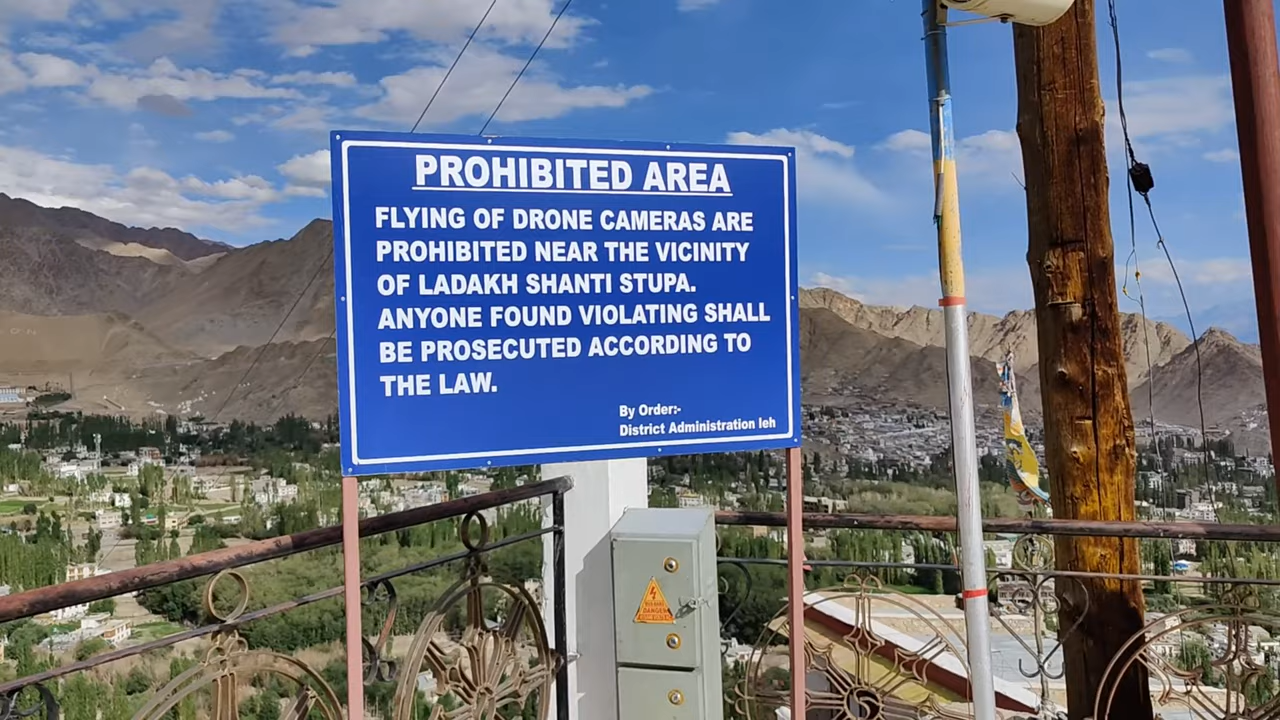 PROHIBITED AREA
FLYING OF DRONE CAMERAS ARE
PROHIBITED NEAR THE VICINITY
OF LADAKH SHANTI STUPA.
ANYONE FOUND VIOLATING SHALL
BE PROSECUTED ACCORDING TO
THE LAW.
By Order:-
District Administration leh
DANGER